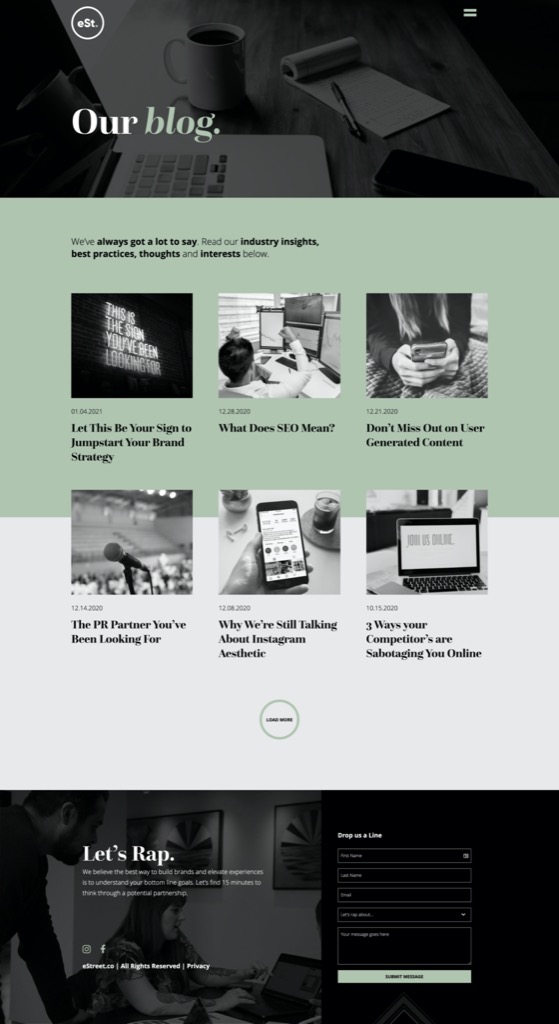 eSt.
Our blog.
We've always got a lot to say. Read our industry insights,
best practices, thoughts and interests below.
THIS IS
THE SIGN
YOU'VE BEEN
LOOKING FOR
01.04.2021
Let This Be Your Sign to
Jumpstart Your Brand
Strategy
12.28.2020
What Does SEO Mean?
12.21.2020
Don't Miss Out on User
Generated Content
12.14.2020
The PR Partner You've
Been Looking For
12.08.2020
Why We're Still Talking
About Instagram
Aesthetic
JOIN US ONLINE.
10.15.2020
3 Ways your
Competitor's are
Sabotaging You Online
LOAD MORE
Let's Rap.
We believe the best way to build brands and elevate experiences
is to understand your bottom line goals. Let's find 15 minutes to
think through a potential partnership.
eStreet.co | All Rights Reserved | Privacy
Drop us a Line
First Name
Last Name
Email
Let's rap about...
Your message goes here
SUBMIT MESSAGE